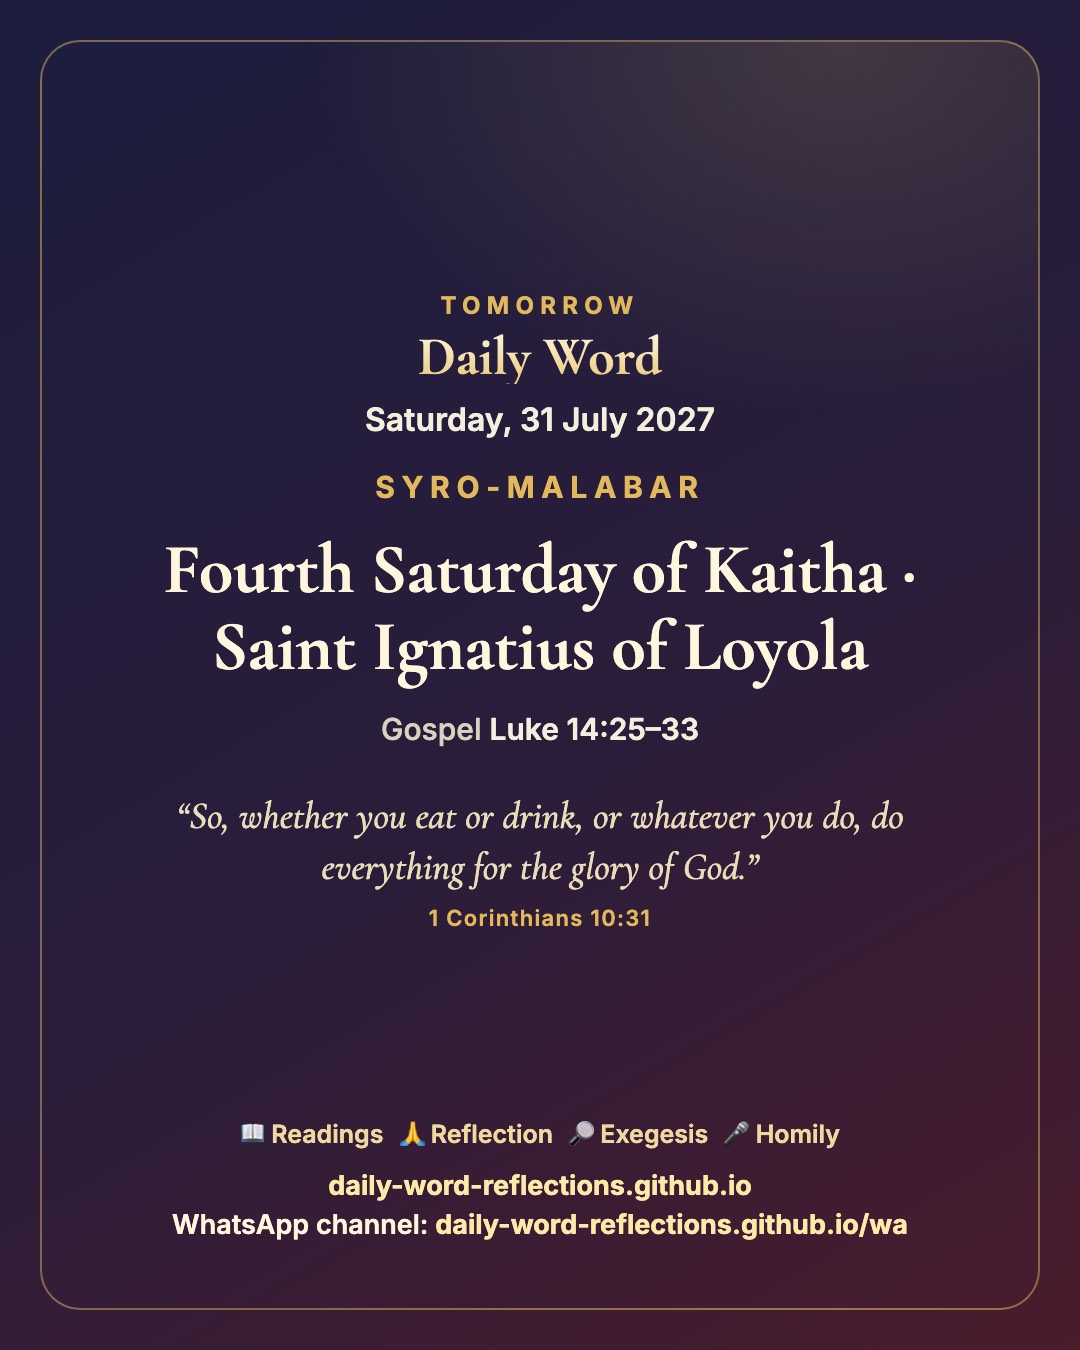 TOMORROW
Daily Word
Saturday, 31 July 2027
SYRO-MALABAR
Fourth Saturday of Kaitha ·
Saint Ignatius of Loyola
Gospel Luke 14:25–33
“So, whether you eat or drink, or whatever you do, do
everything for the glory of God.”
1 Corinthians 10:31
📖 Readings 🙏 Reflection 🔎 Exegesis 🎤 Homily
daily-word-reflections.github.io
WhatsApp channel: daily-word-reflections.github.io/wa